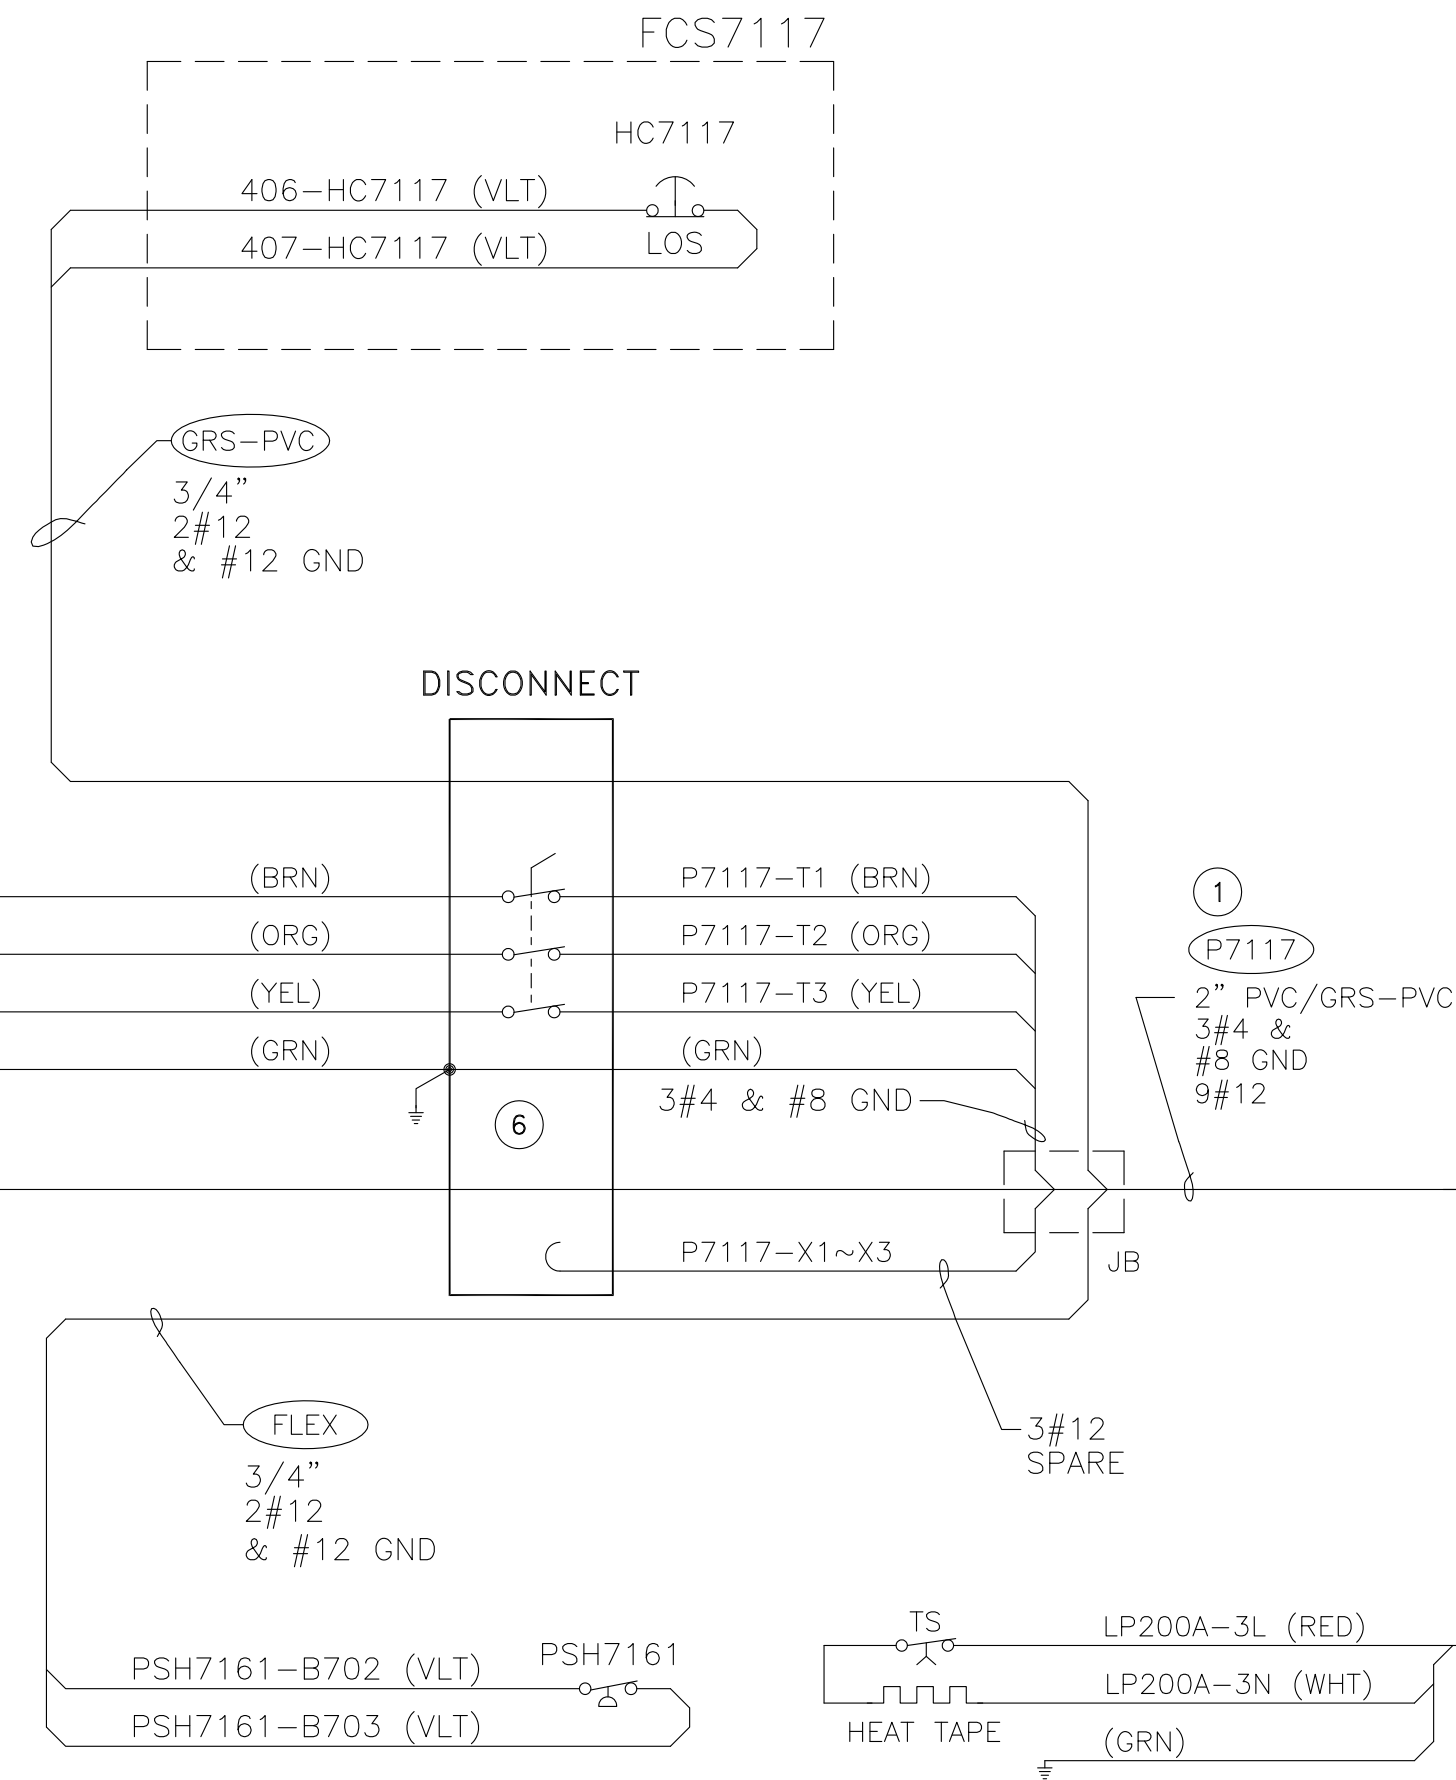 FCS7117
HC7117
406-HC7117 (VLT)
407-HC7117 (VLT)
LOS
GRS-PVC
3/4"
2#12
& #12 GND
DISCONNECT
(BRN)
P7117-T1 (BRN)
(ORG)
P7117-T2 (ORG)
(YEL)
P7117-T3 (YEL)
(GRN)
(GRN)
3#4 & #8 GND
1
P7117
2" PVC/GRS-PVC
3#4 &
#8 GND
9#12
6
P7117-X1~X3
JB
3#12
SPARE
FLEX
3/4"
2#12
& #12 GND
PSH7161
PSH7161-B702 (VLT)
PSH7161-B703 (VLT)
TS
LP200A-3L (RED)
LP200A-3N (WHT)
HEAT TAPE
(GRN)